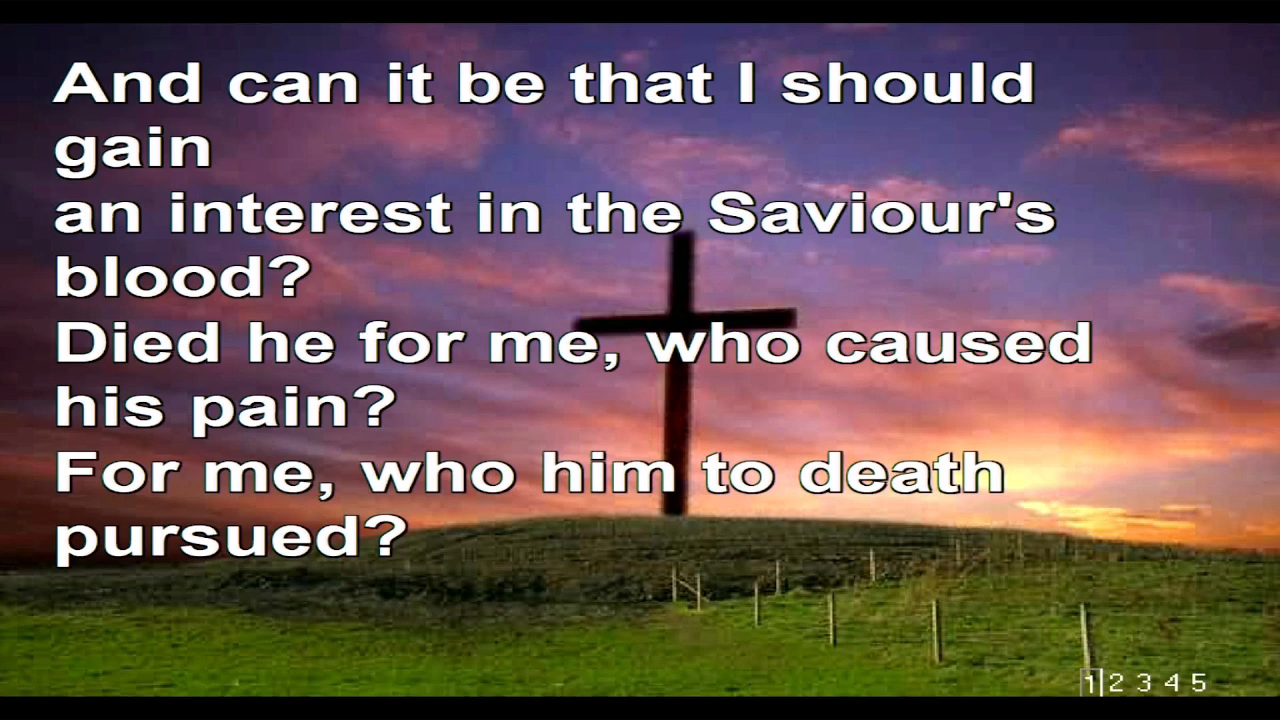 And can it be that I should
gain
an interest in the Saviour's
blood?
Died he for me, who caused
his pain?
For me, who him to death
pursued?
1 2 3 4 5